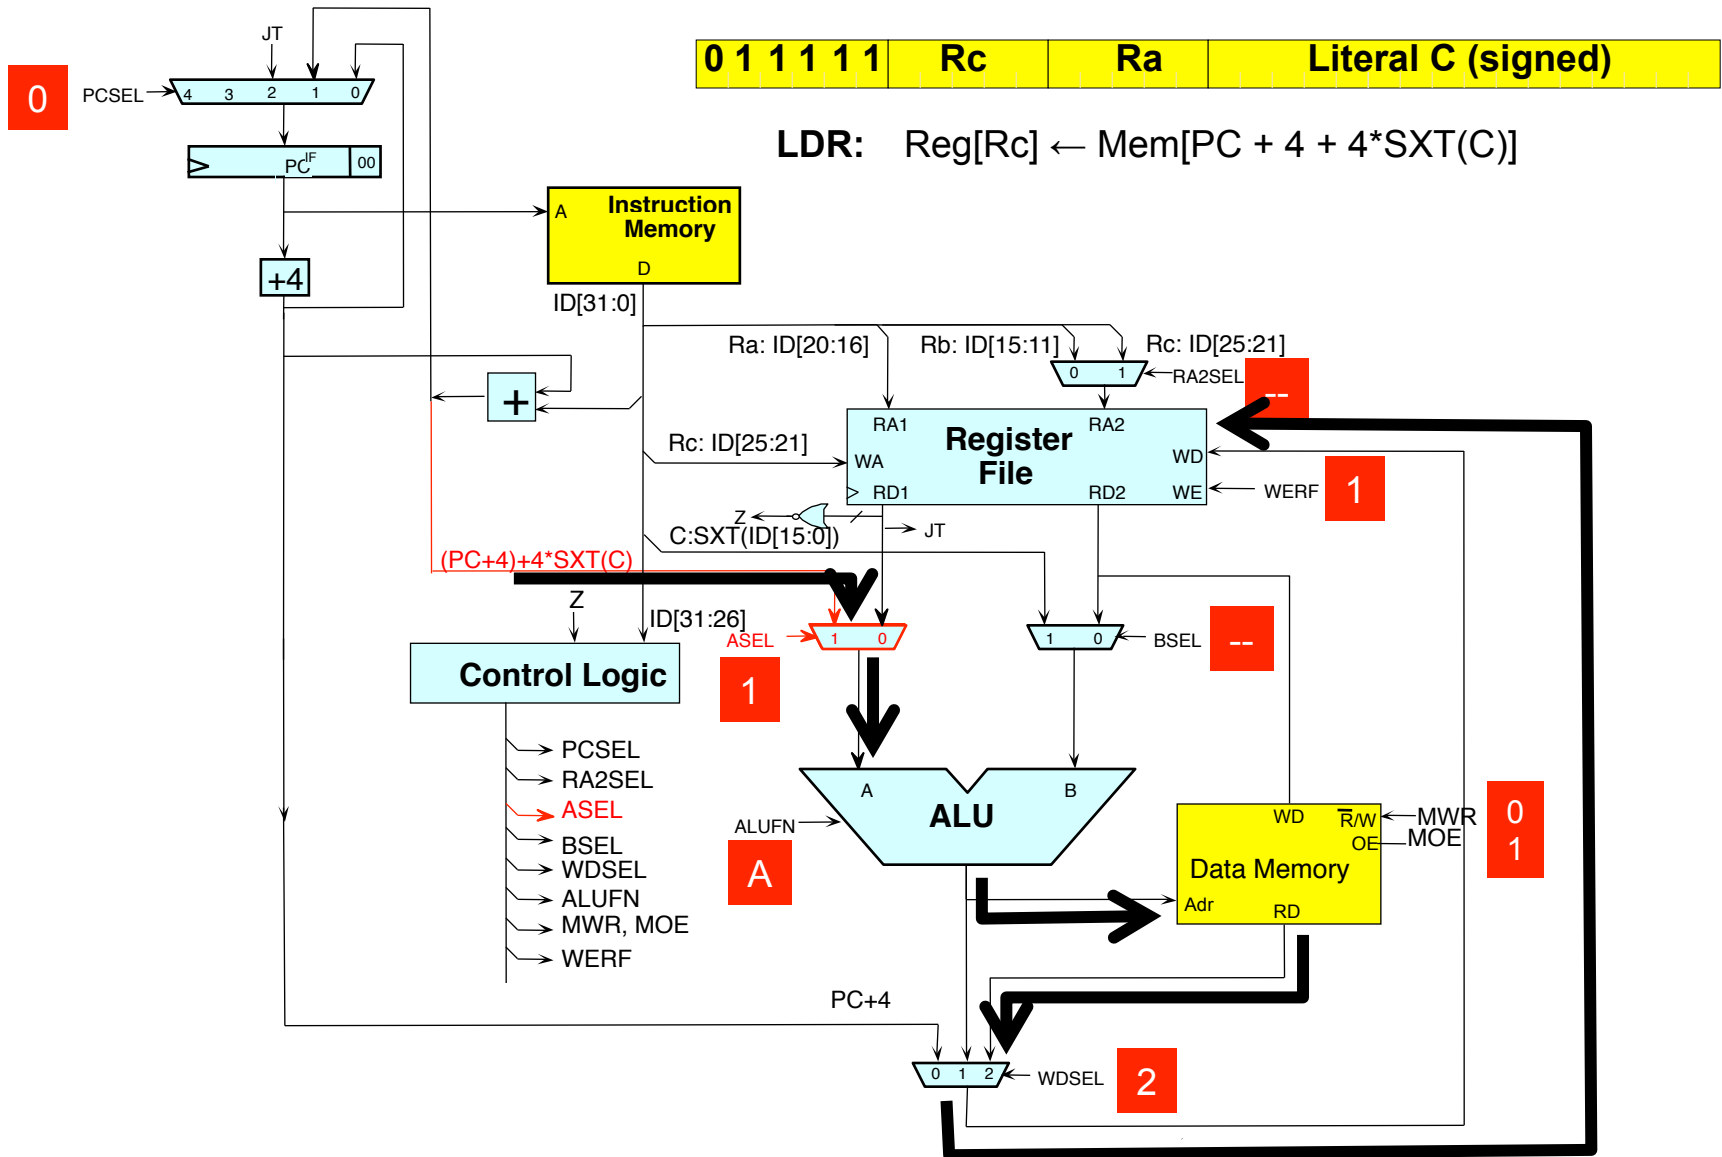 JT
0 1 1 1 1 1 Rc Ra Literal C (signed)
0
PCSEL
4 3 2 1 0
LDR: Reg[Rc] ← Mem[PC + 4 + 4*SXT(C)]
PC IF 00
A Instruction
Memory
D
+4
ID[31:0]
Ra: ID[20:16] Rb: ID[15:11] Rc: ID[25:21]
0 1
RA2SEL
--
+
RA1 RA2
Register
File
Rc: ID[25:21]
WA WD
RD1 RD2 WE
WERF 1
Z
JT
C:SXT(ID[15:0])
(PC+4)+4*SXT(C)
Z
ID[31:26]
ASEL 1 0
1 0 BSEL --
Control Logic
1
PCSEL
RA2SEL
ASEL
BSEL
WDSEL
ALUFN
MWR, MOE
WERF
A B
ALU
ALUFN
A
WD R/W MWR 0
OE MOE 1
Data Memory
Adr
RD
PC+4
0 1 2 WDSEL 2